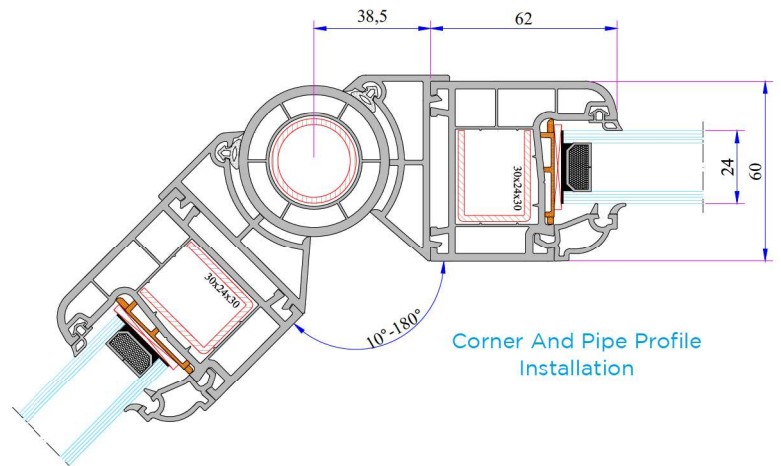 38,5
62
30x24x30
24
60
30x24x30
10°-180°
Corner And Pipe Profile
Installation